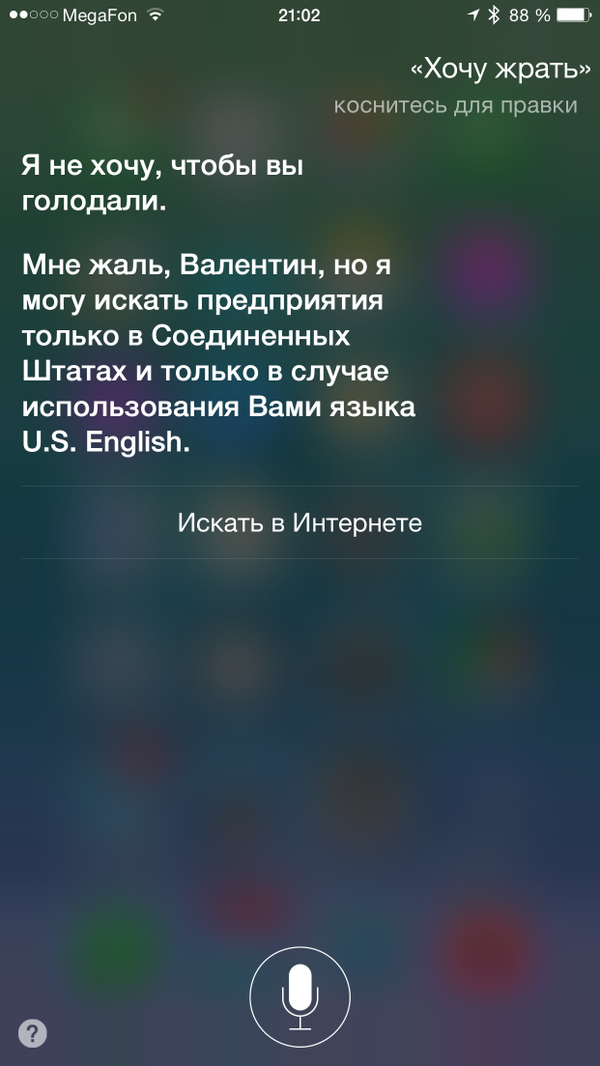 MegaFon 21:02 88 %
«Хочу жрать»
коснитесь для правки
Я не хочу, чтобы вы
голодали.
Мне жаль, Валентин, но я
могу искать предприятия
только в Соединенных
Штатах и только в случае
использования Вами языка
U.S. English.
Искать в Интернете
?